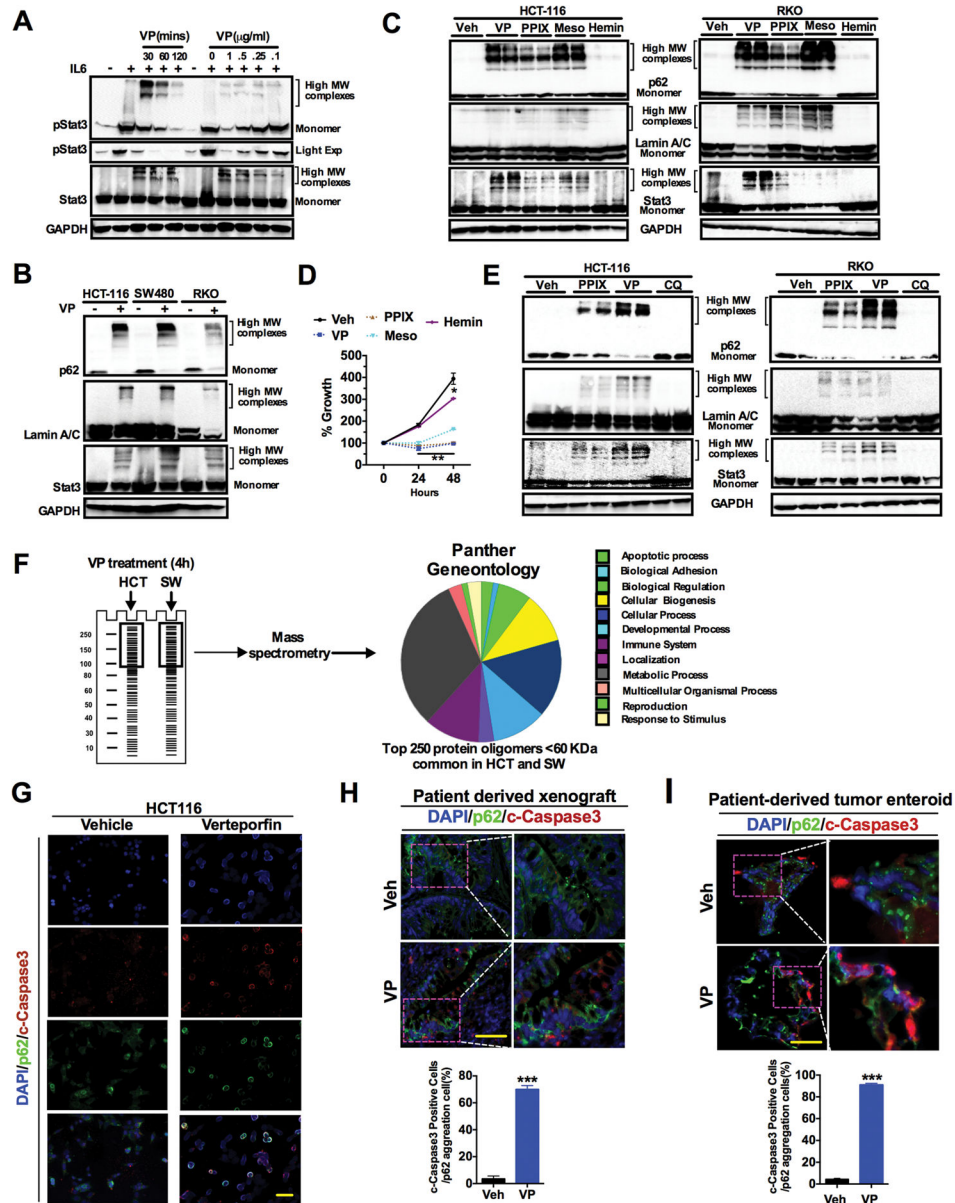 A
VP(mins) VP(µg/ml)
30 60 120 0 1 .5 .25 .1
IL6 - + + + + - + + + + +
High MW
complexes
pStat3
Monomer
pStat3
Light Exp
High MW
complexes
Stat3
Monomer
GAPDH
B
HCT-116 SW480 RKO
VP - + - + - +
High MW
complexes
p62
Monomer
High MW
complexes
Lamin A/C
Monomer
High MW
complexes
Stat3
Monomer
GAPDH
C
HCT-116
Veh VP PPIX Meso Hemin
RKO
Veh VP PPIX Meso Hemin
High MW
complexes
p62
Monomer
High MW
complexes
Lamin A/C
Monomer
High MW
complexes
Stat3
Monomer
GAPDH
D
Veh
VP
PPIX
Meso
Hemin
% Growth
500
400
300
200
100
0
*
**
0 24 48
Hours
E
HCT-116
Veh PPIX VP CQ
RKO
Veh PPIX VP CQ
High MW
complexes
p62
Monomer
High MW
complexes
Lamin A/C
Monomer
High MW
complexes
Stat3
Monomer
GAPDH
F
VP treatment (4h)
HCT SW
250
150
100
80
60
50
40
30
10
Mass
spectrometry
Panther
Geneontology
Top 250 protein oligomers <60 KDa
common in HCT and SW
Apoptotic process
Biological Adhesion
Biological Regulation
Cellular Biogenesis
Cellular Process
Developmental Process
Immune System
Localization
Metabolic Process
Multicellular Organismal Process
Reproduction
Response to Stimulus
G
HCT116
Vehicle Verteporfin
DAPI/p62/c-Caspase3
H
Patient derived xenograft
DAPI/p62/c-Caspase3
Veh
VP
c-Caspase3 Positive Cells
/p62 aggreation cell(%)
80
60
40
20
0
***
Veh VP
I
Patient-derived tumor enteroid
DAPI/p62/c-Caspase3
Veh
VP
c-Caspase3 Positive Cells
/p62 aggregation cells(%)
100
80
60
40
20
0
***
Veh VP